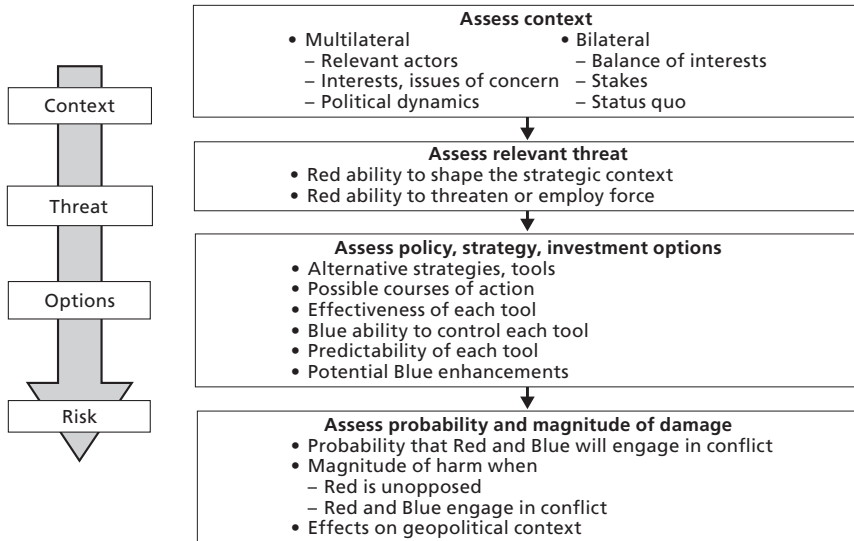 Context
Threat
Options
Risk
Assess context
• Multilateral
– Relevant actors
– Interests, issues of concern
– Political dynamics
• Bilateral
– Balance of interests
– Stakes
– Status quo
Assess relevant threat
• Red ability to shape the strategic context
• Red ability to threaten or employ force
Assess policy, strategy, investment options
• Alternative strategies, tools
• Possible courses of action
• Effectiveness of each tool
• Blue ability to control each tool
• Predictability of each tool
• Potential Blue enhancements
Assess probability and magnitude of damage
• Probability that Red and Blue will engage in conflict
• Magnitude of harm when
– Red is unopposed
– Red and Blue engage in conflict
• Effects on geopolitical context